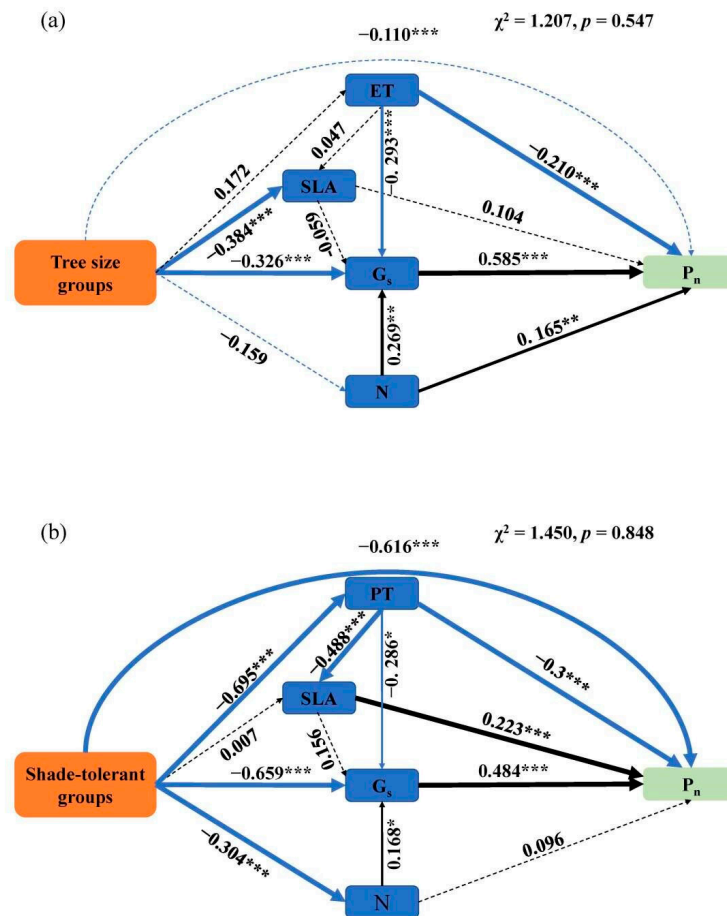 (a)
χ² = 1.207, p = 0.547
−0.110***
ET
0.172
0.047
−0. 293***
−0.210***
SLA
−0.384***
−0.059
0.104
Tree size
groups
−0.326***
Gs
0.585***
Pn
−0.159
0.269**
0. 165**
N
(b)
χ² = 1.450, p = 0.848
−0.616***
PT
−0.695***
−0.488***
−0. 286*
−0.3***
SLA
0.007
0.156
0.223***
Shade-tolerant
groups
−0.659***
Gs
0.484***
Pn
−0.304***
0.168*
0.096
N